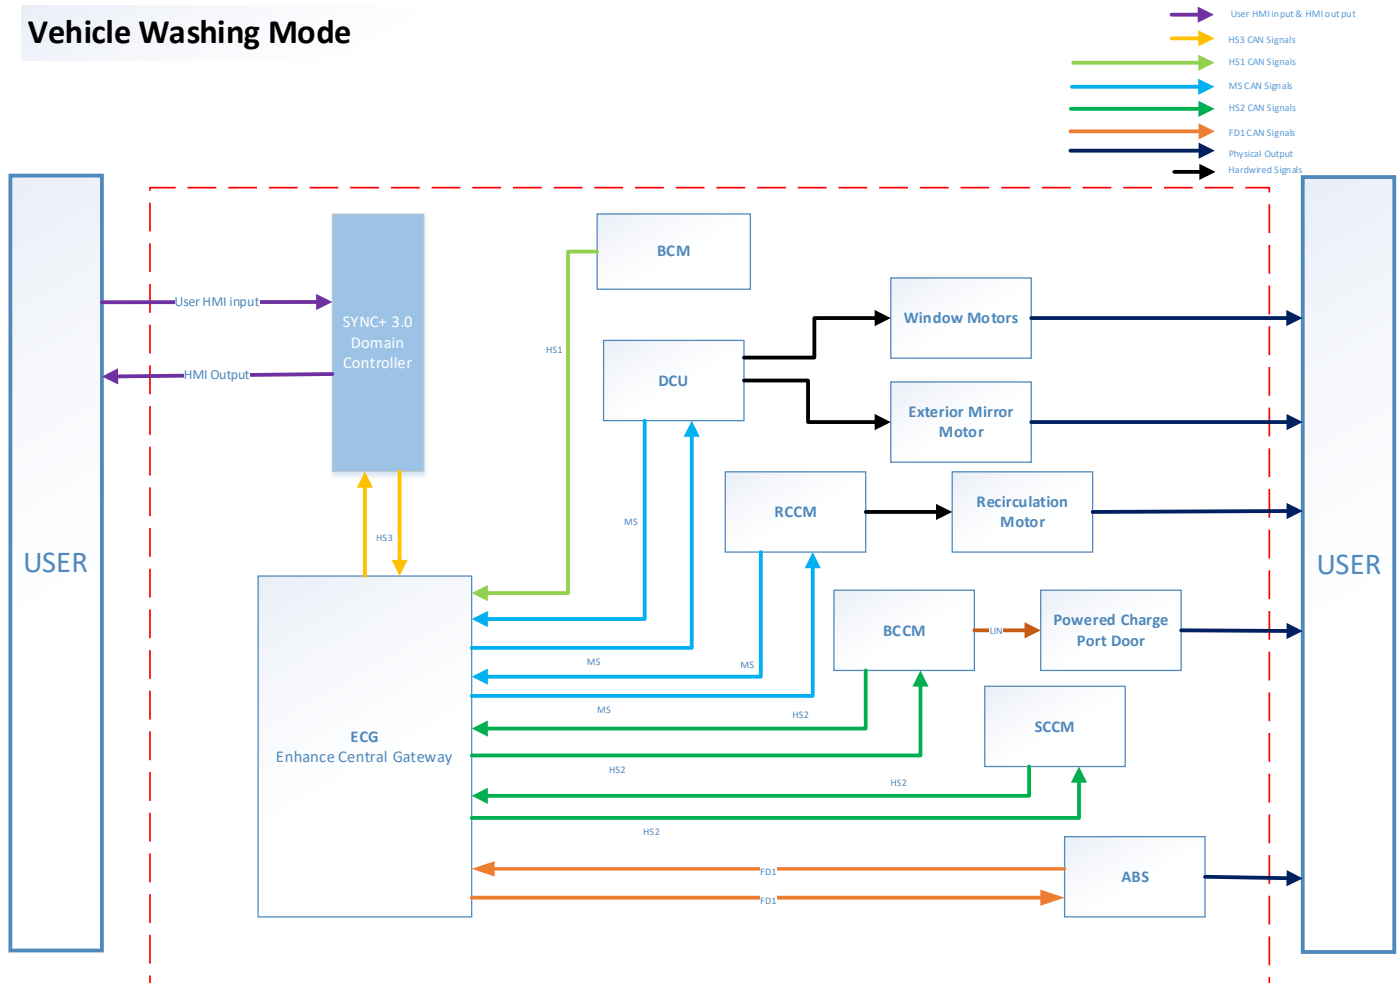 Vehicle Washing Mode
User HMI input & HMI output
HS3 CAN Signals
HS1 CAN Signals
MS CAN Signals
HS2 CAN Signals
FD1 CAN Signals
Physical Output
Hardwired Signals
USER
User HMI input
HMI Output
SYNC+ 3.0
Domain
Controller
HS3
ECG
Enhance Central Gateway
BCM
HS1
DCU
MS
MS
Window Motors
Exterior Mirror
Motor
RCCM
MS
MS
Recirculation
Motor
BCCM
LIN
Powered Charge
Port Door
HS2
HS2
SCCM
HS2
HS2
ABS
FD1
FD1
USER